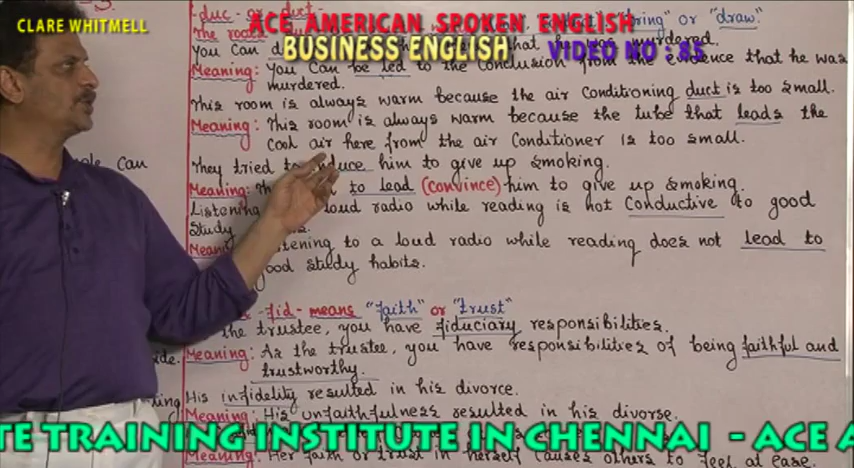 CLARE WHITMELL
ACE AMERICAN SPOKEN ENGLISH
BUSINESS ENGLISH VIDEO NO : 85
-duc- or duct-
The root "bring" or "draw."
You Can that he murdered.
Meaning: You Can be led to the conclusion from the evidence that he was
murdered.
This room is always warm because the air Conditioning duct is too small.
Meaning: This room is always warm because the tube that leads the
Cool air here from the air Conditioner is too small.
They tried to him to give up smoking.
Meaning: to lead (Convince) him to give up smoking.
Listening loud radio while reading is not Conductive to good
study
listening to a loud radio while reading does not lead to
good study habits.
Can
-fid- means "faith" or "trust"
the trustee, you have fiduciary responsibilities.
Meaning: As the trustee, you have responsibilities of being faithful and
trustworthy.
His infidelity resulted in his divorce.
Meaning: His unfaithfulness resulted in his divorse.
TE TRAINING INSTITUTE IN CHENNAI - ACE A
Meaning: Her faith or trust in herself causes others to feel at ease.